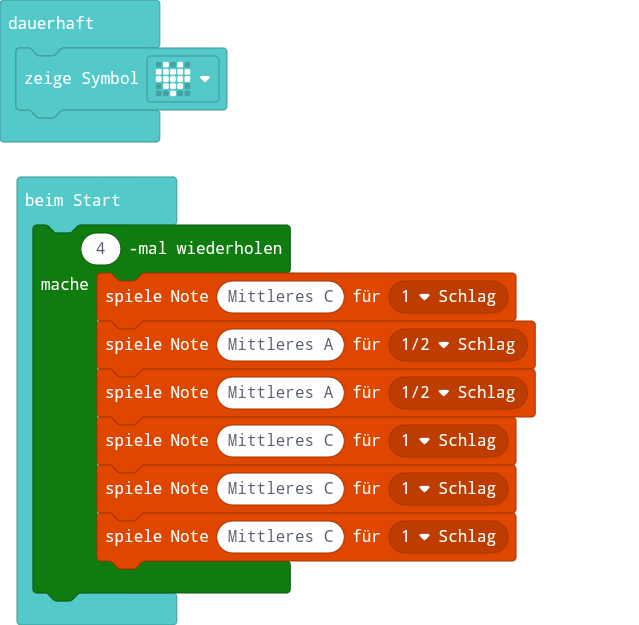 dauerhaft
zeige Symbol
beim Start
4 -mal wiederholen
mache
spiele Note Mittleres C für 1 Schlag
spiele Note Mittleres A für 1/2 Schlag
spiele Note Mittleres A für 1/2 Schlag
spiele Note Mittleres C für 1 Schlag
spiele Note Mittleres C für 1 Schlag
spiele Note Mittleres C für 1 Schlag